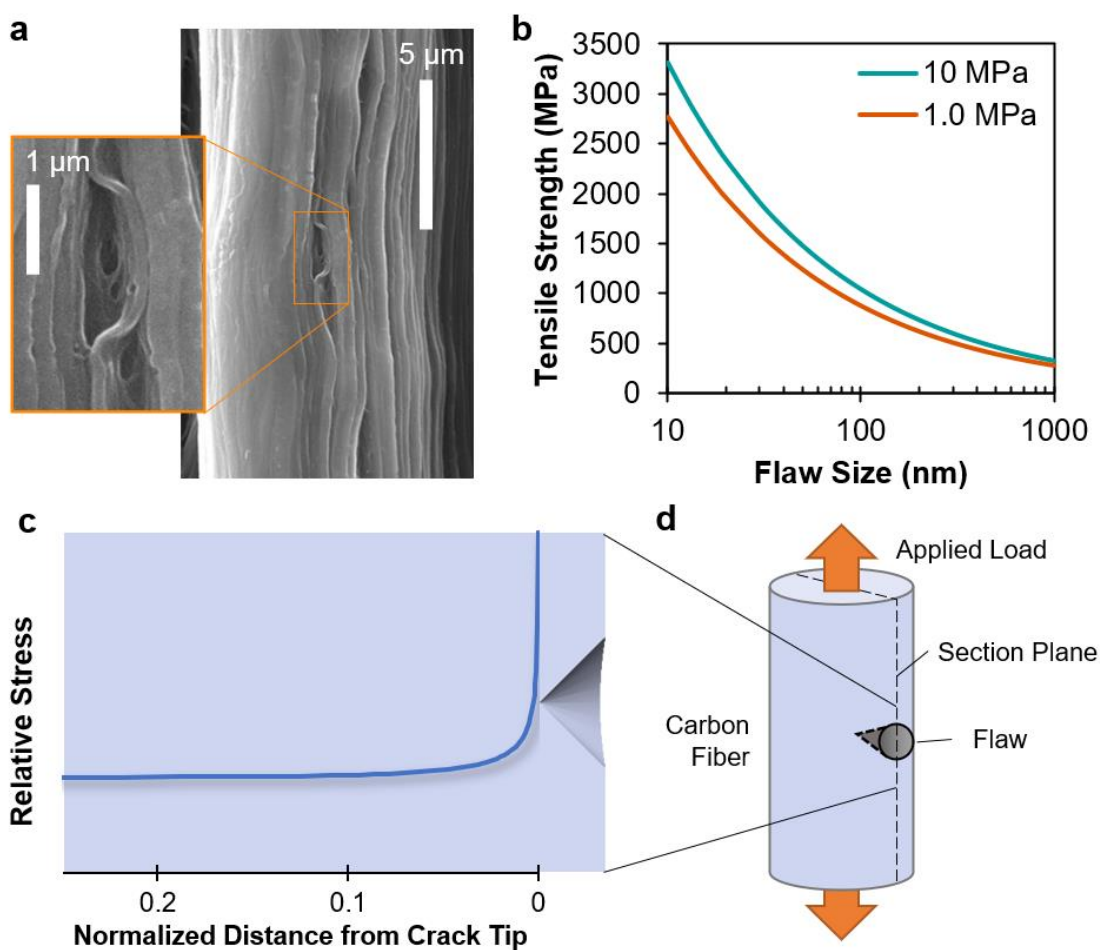 a
5 µm
1 µm
b
3500
3000
2500
2000
1500
1000
500
0
Tensile Strength (MPa)
10 MPa
1.0 MPa
10
100
1000
Flaw Size (nm)
c
Relative Stress
0.2
0.1
0
Normalized Distance from Crack Tip
d
Applied Load
Section Plane
Carbon
Fiber
Flaw